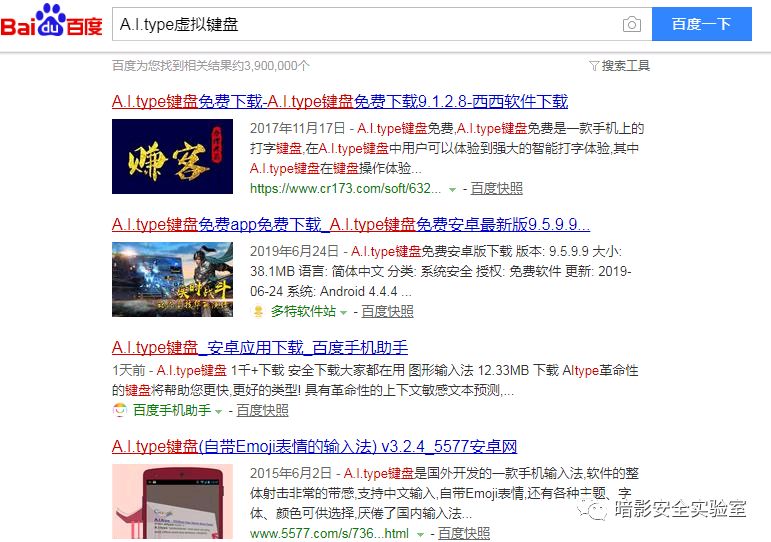 Bai du 百度
A.I.type虚拟键盘
百度一下
百度为您找到相关结果约3,900,000个
搜索工具
A.I.type键盘免费下载-A.I.type键盘免费下载9.1.2.8-西西软件下载
赚客
2017年11月17日 - A.I.type键盘免费,A.I.type键盘免费是一款手机上的
打字键盘,在A.I.type键盘中用户可以体验到强大的智能打字体验,其中
A.I.type键盘在键盘操作体验...
https://www.cr173.com/soft/632... - 百度快照
A.I.type键盘免费app免费下载_A.I.type键盘免费安卓最新版9.5.9.9...
2019年6月24日 - A.I.type键盘免费安卓版下载 版本: 9.5.9.9 大小:
38.1MB 语言: 简体中文 分类: 系统安全 授权: 免费软件 更新: 2019-
06-24 系统: Android 4.4.4 ...
多特软件站 - 百度快照
A.I.type键盘_安卓应用下载_百度手机助手
1天前 - A.I.type键盘 1千+下载 安全下载大家都在用 图形输入法 12.33MB 下载 AItype革命性
的键盘将帮助您更快,更好的类型! 具有革命性的上下文敏感文本预测,...
百度手机助手 - 百度快照
A.I.type键盘(自带Emoji表情的输入法) v3.2.4_5577安卓网
2015年6月2日 - A.I.type键盘是国外开发的一款手机输入法,软件的整
体射击非常的带感,支持中文输入,自带Emoji表情,还有各种主题、字
体、颜色可供选择,厌倦了国内输入...
www.5577.com/s/736...html - 百度快照
Google
暗影安全实验室